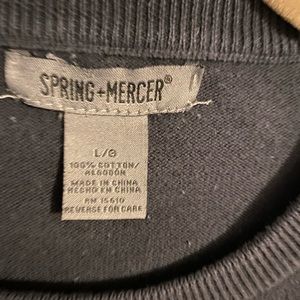 SPRING+MERCER®
L/G
100% COTTON/
ALGODON
MADE IN CHINA
HECHO EN CHINA
RN 15610
REVERSE FOR CARE